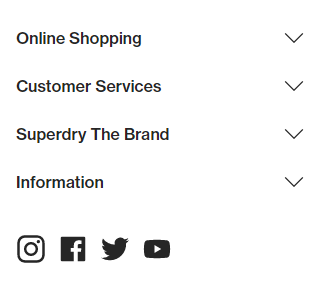 Online Shopping
Customer Services
Superdry The Brand
Information